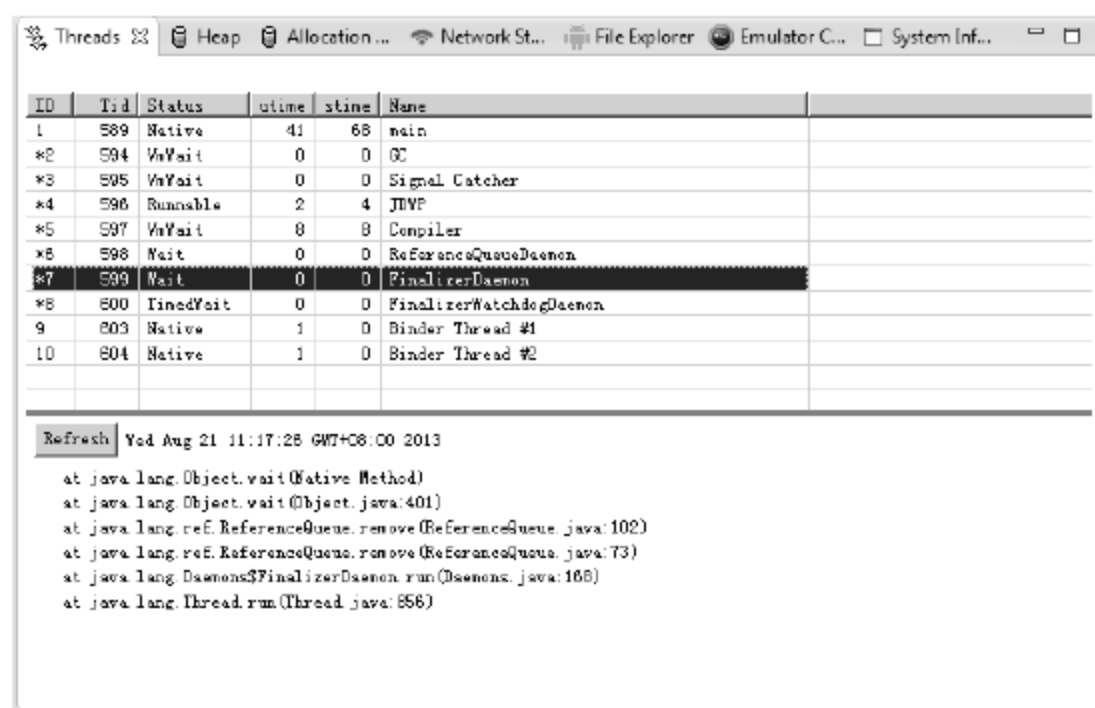 Threads Heap Allocation ... Network St... File Explorer Emulator C... System Inf...
ID Tid Status utime stime Name
1 589 Native 41 68 main
*2 594 VmWait 0 0 GC
*3 595 VmWait 0 0 Signal Catcher
*4 596 Runnable 2 4 JDWP
*5 597 VmWait 8 8 Compiler
*6 598 Wait 0 0 ReferenceQueueDaemon
*7 599 Wait 0 0 FinalizerDaemon
*8 600 TimedWait 0 0 FinalizerWatchdogDaemon
9 603 Native 1 0 Binder Thread #1
10 604 Native 1 0 Binder Thread #2
Refresh Wed Aug 21 11:17:26 GMT+08:00 2013
at java.lang.Object.wait(Native Method)
at java.lang.Object.wait(Object.java:401)
at java.lang.ref.ReferenceQueue.remove(ReferenceQueue.java:102)
at java.lang.ref.ReferenceQueue.remove(ReferenceQueue.java:73)
at java.lang.Daemons$FinalizerDaemon.run(Daemons.java:168)
at java.lang.Thread.run(Thread.java:856)